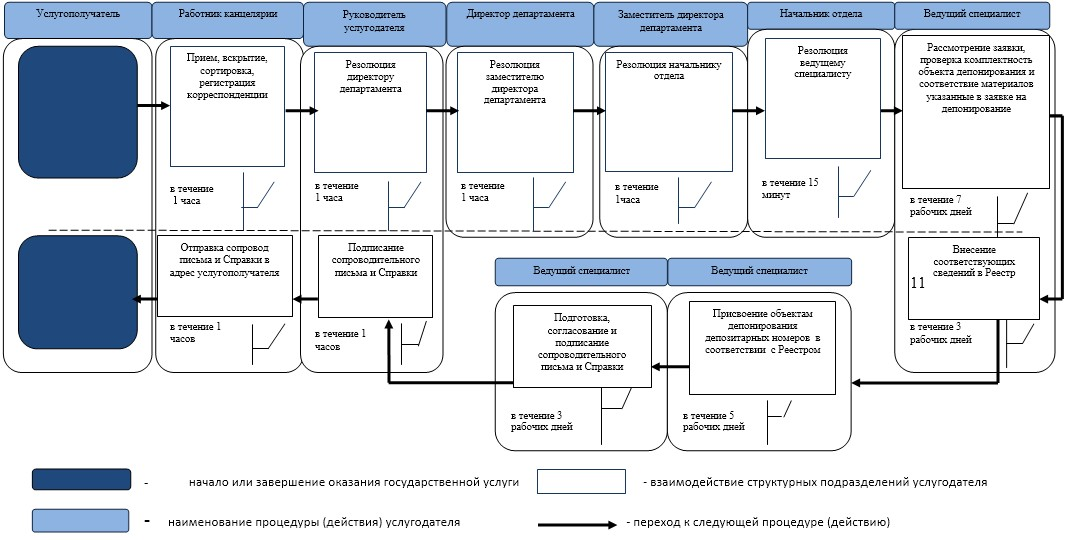 Услугополучатель
Работник канцелярии
Руководитель
услугодателя
Директор департамента
Заместитель директора
департамента
Начальник отдела
Ведущий специалист
Прием, вскрытие,
сортировка,
регистрация
корреспонденции
в течение
1 часа
Резолюция
директору
департамента
в течение
1 часа
Резолюция
заместителю
директора
департамента
в течение
1 часа
Резолюция начальнику
отдела
в течение
1часа
Резолюция
ведущему
специалисту
в течение 15
минут
Рассмотрение заявки,
проверка комплектность
объекта депонирования и
соответствие материалов
указанные в заявке на
депонирование
в течение 7
рабочих дней
Отправка сопровод
письма и Справки в
адрес услугополучателя
в течение 1
часов
Подписание
сопроводительного
письма и Справки
в течение 1
часов
Ведущий специалист
Подготовка,
согласование и
подписание
сопроводительного
письма и Справки
в течение 3
рабочих дней
Ведущий специалист
Присвоение объектам
депонирования
депозитарных номеров в
соответствии с Реестром
в течение 5
рабочих дней
Внесение
соответствующих
сведений в Реестр
11
в течение 3
рабочих дней
- начало или завершение оказания государственной услуги
- взаимодействие структурных подразделений услугодателя
- наименование процедуры (действия) услугодателя
- переход к следующей процедуре (действию)